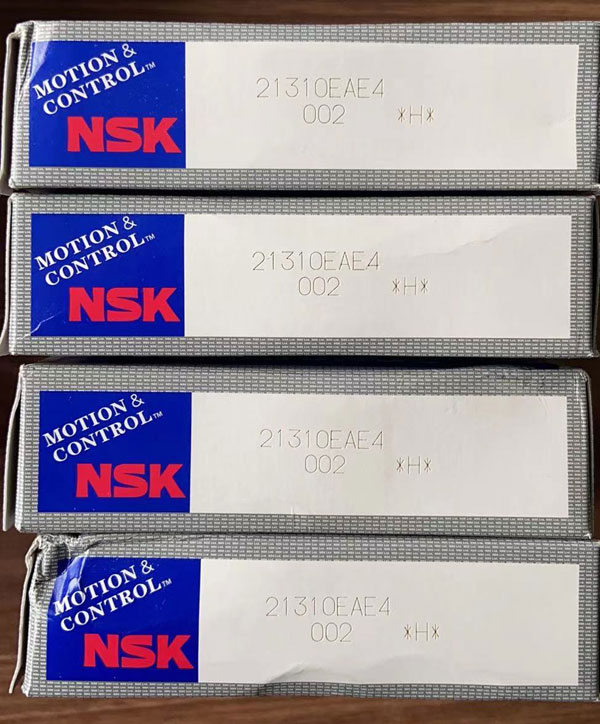 MOTION &
CONTROL™
NSK
21310EAE4
002 *H*
MOTION &
CONTROL™
NSK
21310EAE4
002 *H*
MOTION &
CONTROL™
NSK
21310EAE4
002 *H*
MOTION &
CONTROL™
NSK
21310EAE4
002 *H*